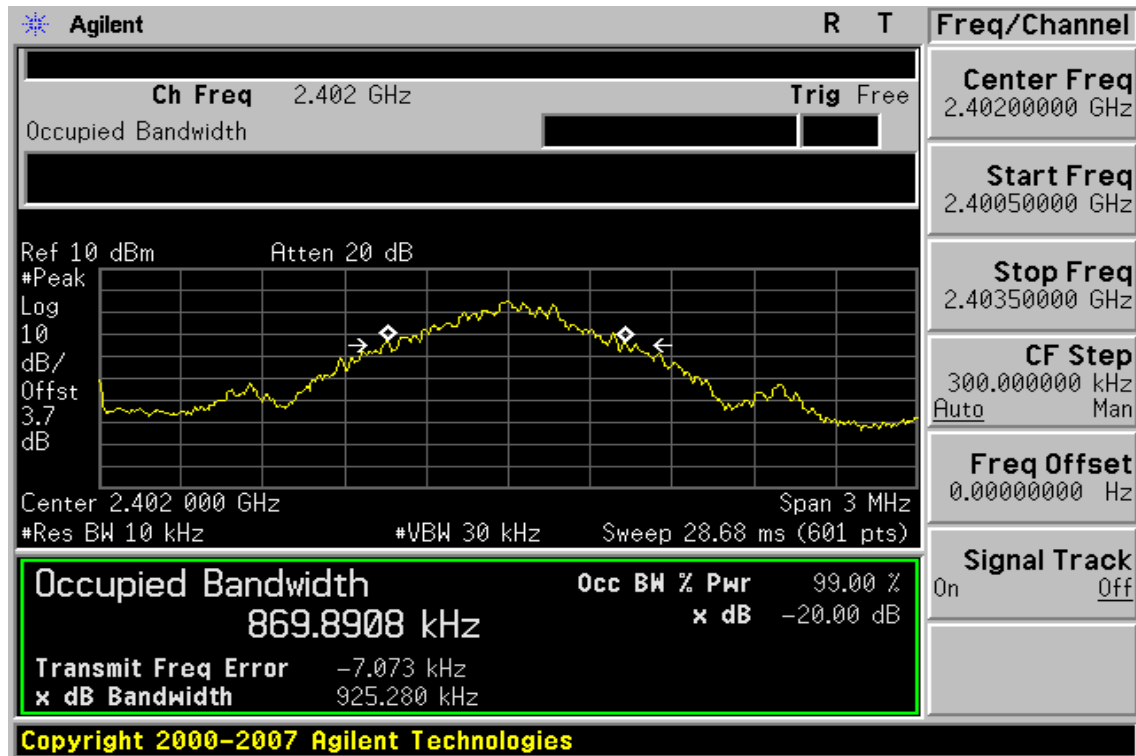 Agilent R T
Freq/Channel
Ch Freq 2.402 GHz Trig Free
Occupied Bandwidth
Center Freq
2.40200000 GHz
Start Freq
2.40050000 GHz
Stop Freq
2.40350000 GHz
CF Step
300.000000 kHz
Auto Man
Freq Offset
0.00000000 Hz
Signal Track
On Off
Ref 10 dBm Atten 20 dB
#Peak
Log
10
dB/
Offst
3.7
dB
Center 2.402 000 GHz Span 3 MHz
#Res BW 10 kHz #VBW 30 kHz Sweep 28.68 ms (601 pts)
Occupied Bandwidth
869.8908 kHz
Occ BW % Pwr 99.00 %
x dB -20.00 dB
Transmit Freq Error -7.073 kHz
x dB Bandwidth 925.280 kHz
Copyright 2000-2007 Agilent Technologies